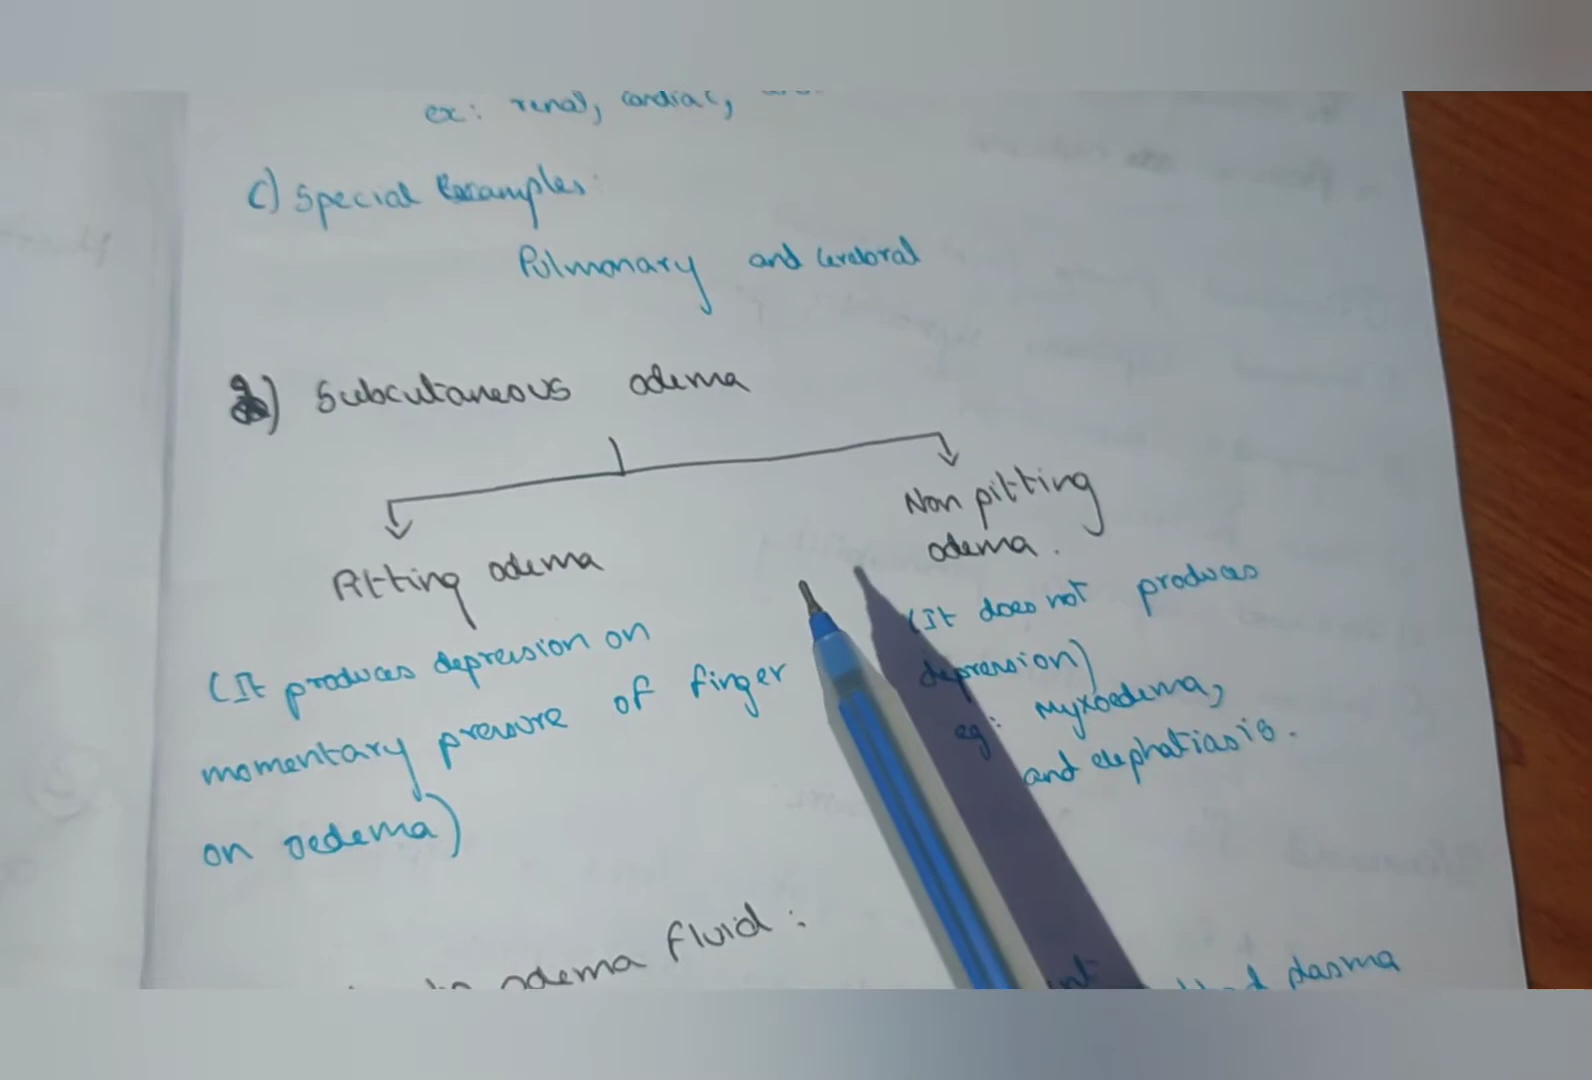 ex: renal, cardiac,
c) Special Examples:
Pulmonary and Cerebral
2) Subcutaneous odema
Pitting odema
Non pitting
odema.
(It produces depression on
momentary pressure of finger
on oedema)
(It does not produces
depression)
eg: Myxoedema,
and elephatiasis.
odema fluid:
plasma